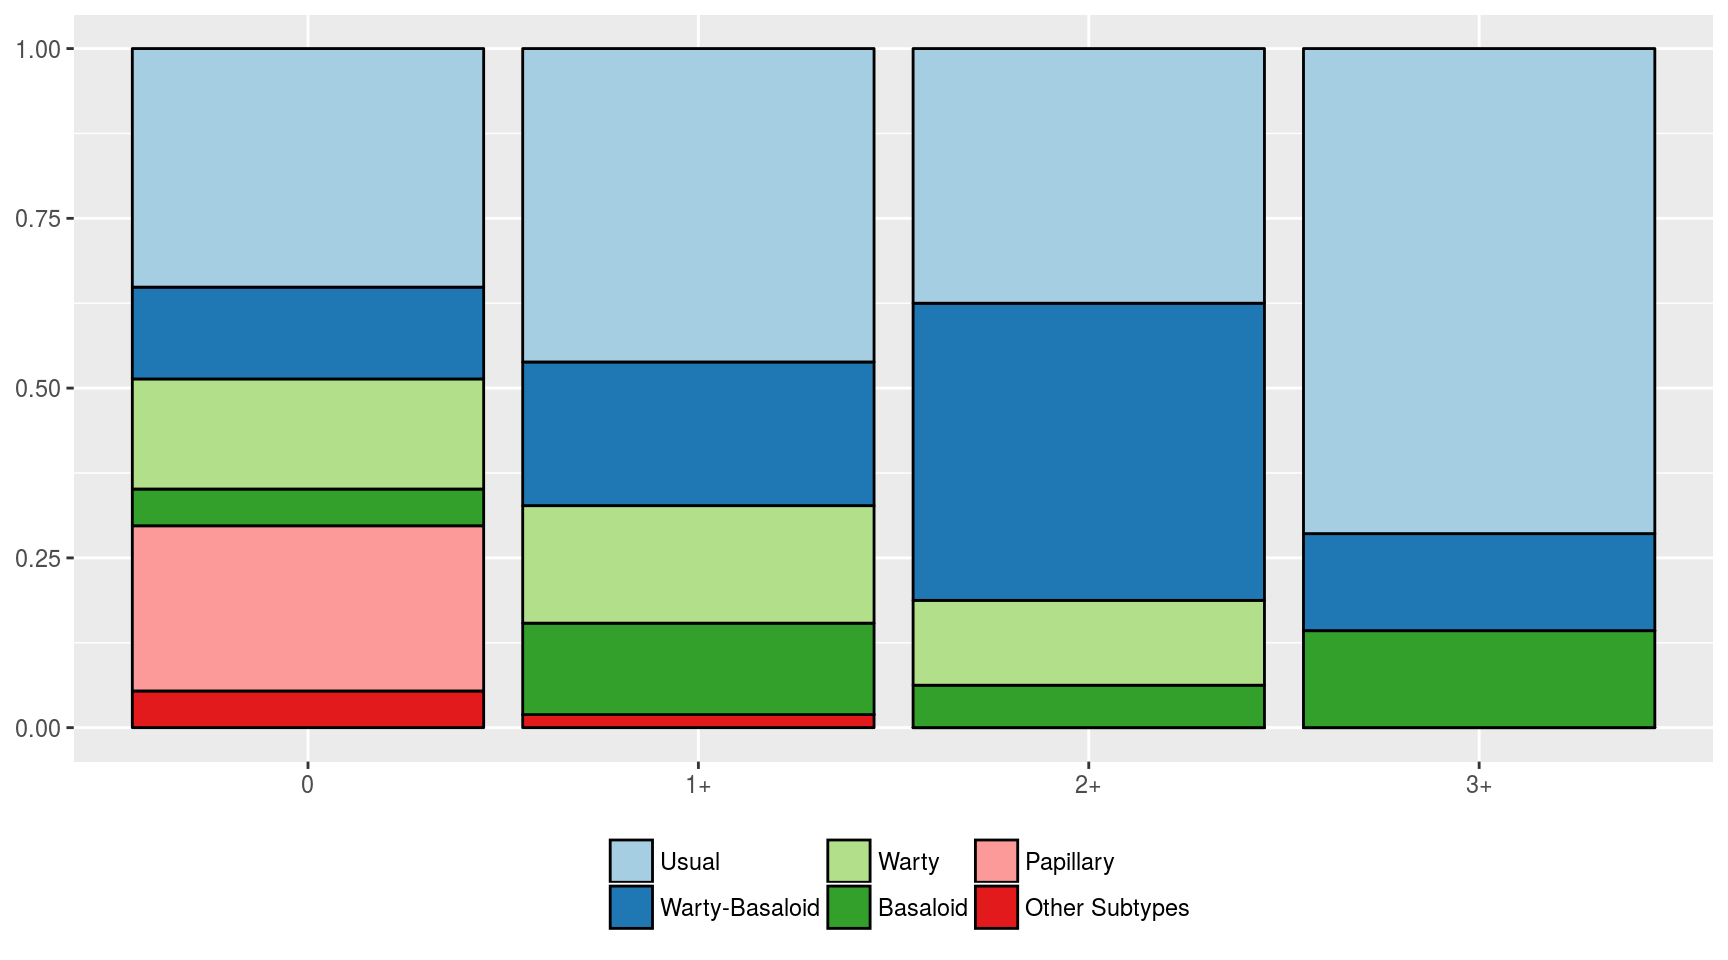 1.00
0.75
0.50
0.25
0.00
0 1+ 2+ 3+
Usual Warty Papillary
Warty-Basaloid Basaloid Other Subtypes